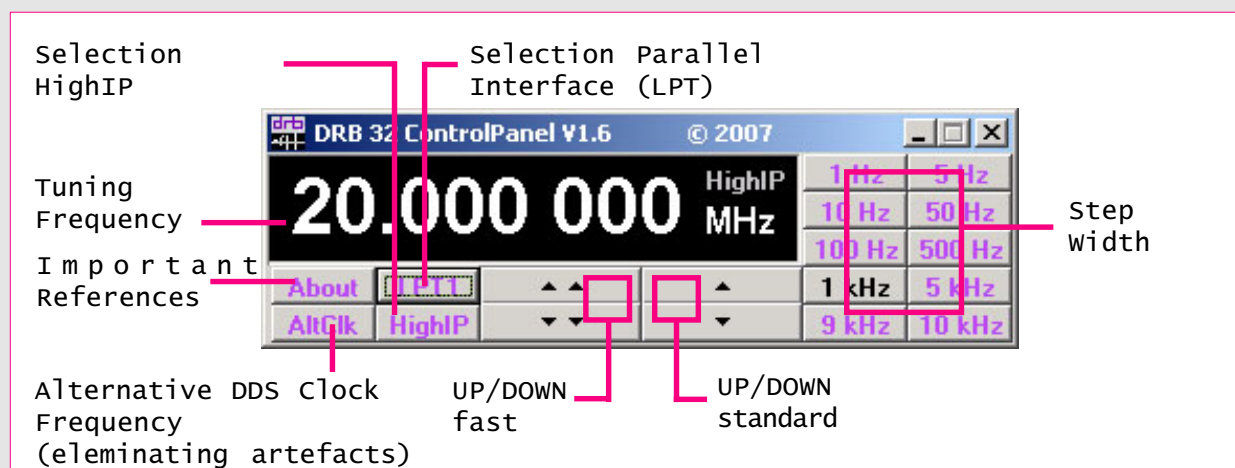 Selection Selection Parallel
HighIP Interface (LPT)
drb DRB 32 ControlPanel V1.6 © 2007
20.000 000 HighIP MHz
1 Hz 5 Hz
10 Hz 50 Hz
100 Hz 500 Hz
1 kHz 5 kHz
9 kHz 10 kHz
Tuning
Frequency
Step
Width
Important
References
About LPT1
AltClk HighIP
Alternative DDS Clock
Frequency
(eleminating artefacts)
UP/DOWN
fast
UP/DOWN
standard